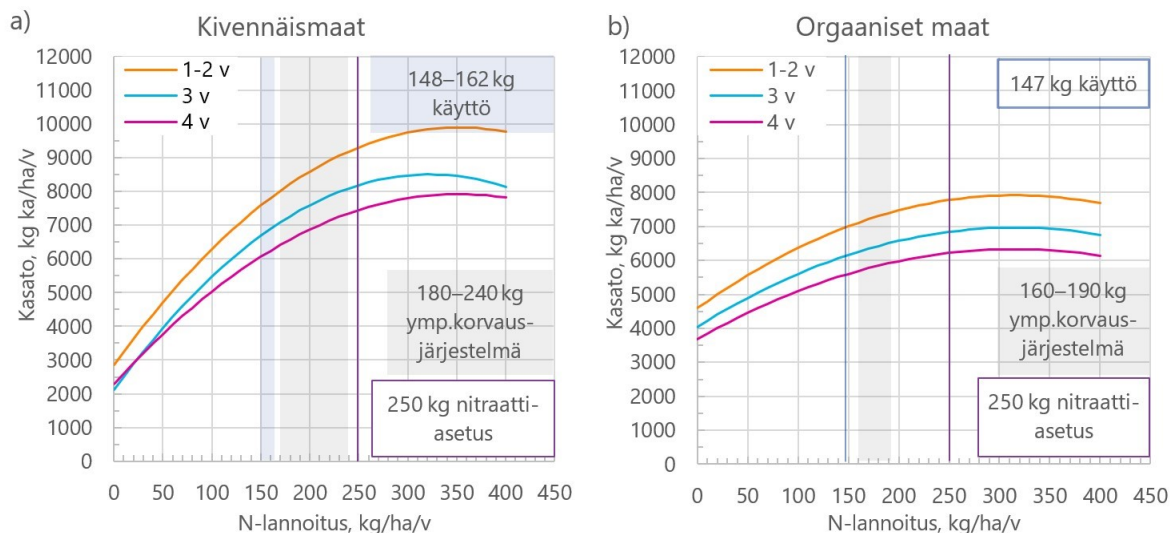 a)
Kivennäismaat
12000
11000
10000
9000
8000
7000
6000
5000
4000
3000
2000
1000
0
Kasato, kg ka/ha/v
1-2 v
3 v
4 v
148–162 kg
käyttö
180–240 kg
ymp.korvaus-
järjestelmä
250 kg nitraatti-
asetus
0 50 100 150 200 250 300 350 400 450
N-lannoitus, kg/ha/v
b)
Orgaaniset maat
12000
11000
10000
9000
8000
7000
6000
5000
4000
3000
2000
1000
0
Kasato, kg ka/ha/v
1-2 v
3 v
4 v
147 kg käyttö
160–190 kg
ymp.korvaus-
järjestelmä
250 kg nitraatti-
asetus
0 50 100 150 200 250 300 350 400 450
N-lannoitus, kg/ha/v